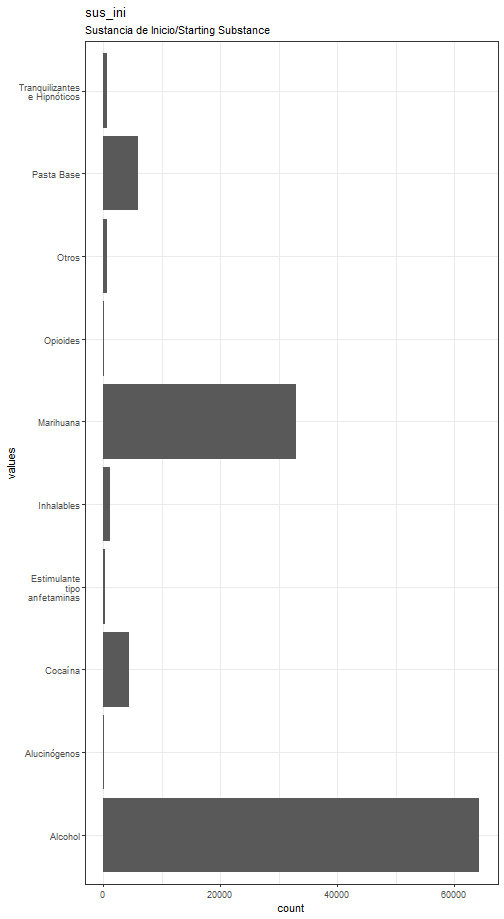 sus_ini
Sustancia de Inicio/Starting Substance
Tranquilizantes
e Hipnóticos
Pasta Base
Otros
Opioides
Marihuana
Inhalables
Estimulante
tipo
anfetaminas
Cocaína
Alucinógenos
Alcohol
values
0 20000 40000 60000
count